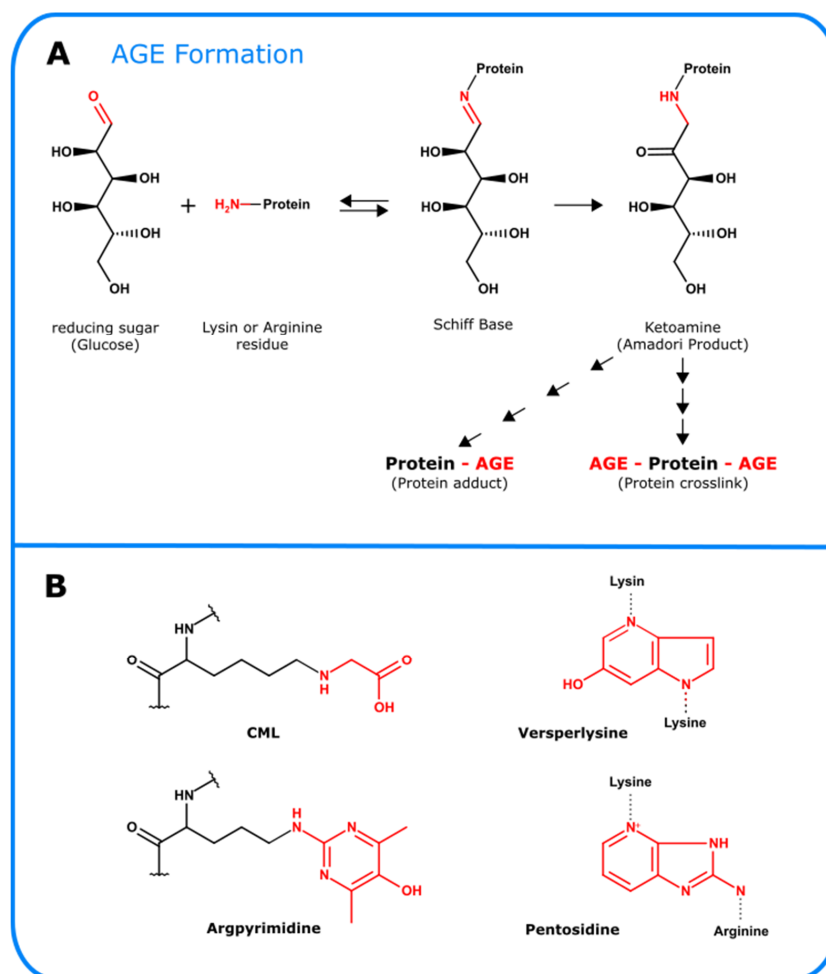 A AGE Formation
Protein
Protein
O
N
HN
HO
HO
O
OH
OH
OH
HO
+
H₂N—Protein
HO
HO
OH
OH
OH
OH
OH
OH
reducing sugar
(Glucose)
Lysin or Arginine
residue
Schiff Base
Ketoamine
(Amadori Product)
Protein - AGE
(Protein adduct)
AGE - Protein - AGE
(Protein crosslink)
B
HN
O
N
H
O
OH
CML
Lysin
N
HO
N
Lysine
Versperlysine
HN
O
H
N
N
N
OH
Argpyrimidine
Lysine
N+
NH
N
N
Arginine
Pentosidine